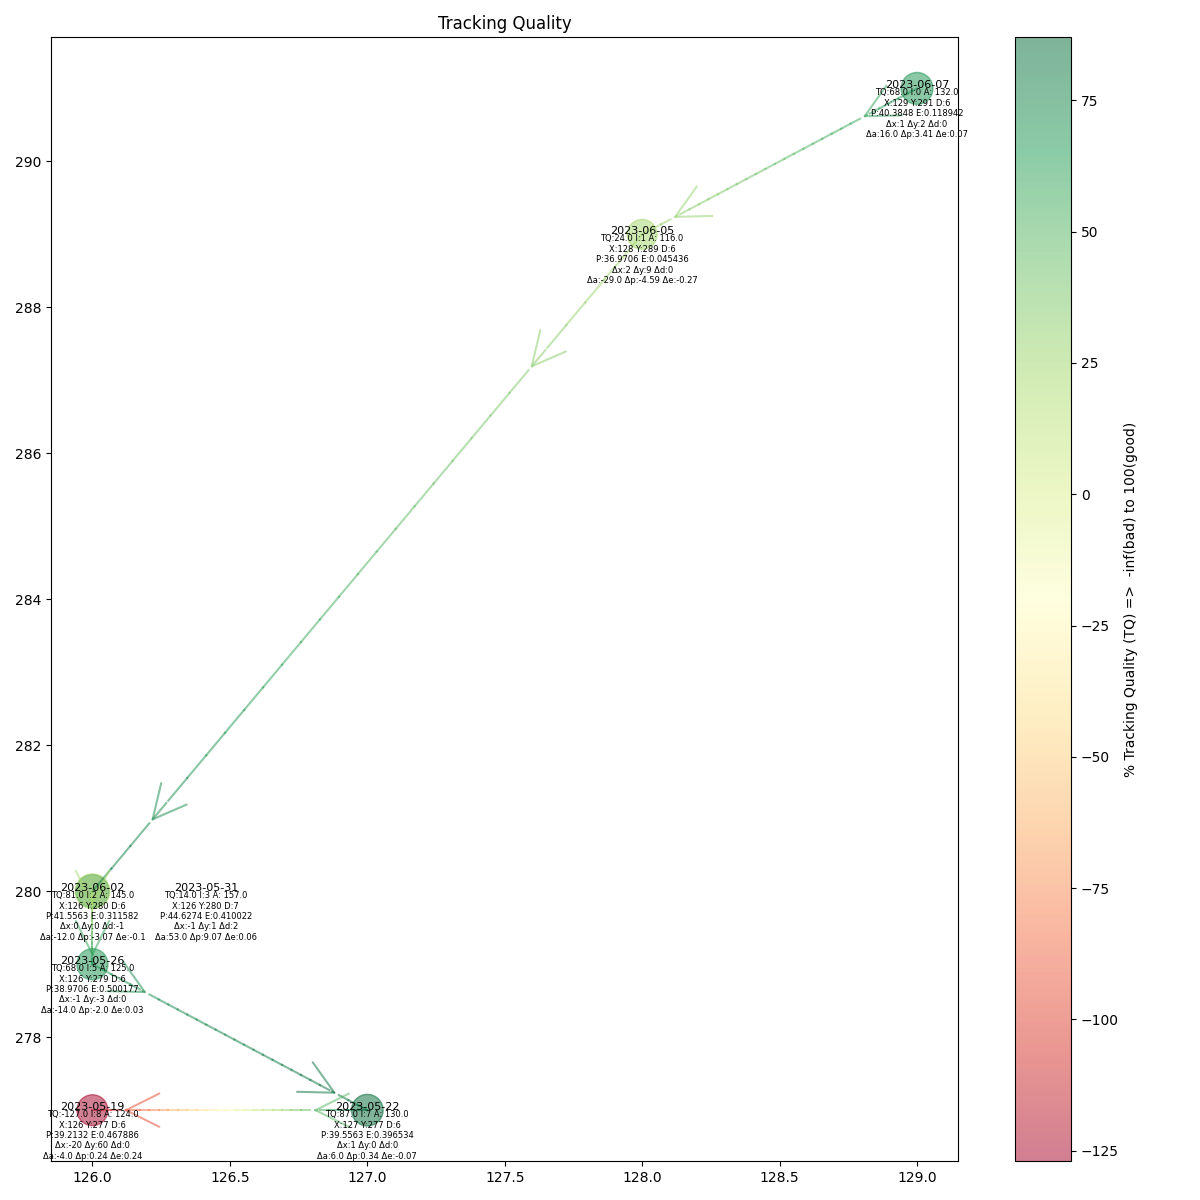 Tracking Quality
2023-06-07
TQ:68.0 I:0 A: 132.0
X:129 Y:291 D:6
P:40.3848 E:0.118942
Δx:1 Δy:2 Δd:0
Δa:16.0 Δp:3.41 Δe:0.07
2023-06-05
TQ:24.0 I:1 A: 116.0
X:128 Y:289 D:6
P:36.9706 E:0.045436
Δx:2 Δy:9 Δd:0
Δa:-29.0 Δp:-4.59 Δe:-0.27
2023-06-02
TQ:81.0 I:2 A: 145.0
X:126 Y:280 D:6
P:41.5563 E:0.311582
Δx:0 Δy:0 Δd:-1
Δa:-12.0 Δp:-3.07 Δe:-0.1
2023-05-31
TQ:14.0 I:3 A: 157.0
X:126 Y:280 D:7
P:44.6274 E:0.410022
Δx:-1 Δy:1 Δd:2
Δa:53.0 Δp:9.07 Δe:0.06
2023-05-26
TQ:68.0 I:5 A: 125.0
X:126 Y:279 D:6
P:38.9706 E:0.500177
Δx:-1 Δy:-3 Δd:0
Δa:-14.0 Δp:-2.0 Δe:0.03
2023-05-19
TQ:-127.0 I:8 A: 124.0
X:126 Y:277 D:6
P:39.2132 E:0.467886
Δx:-20 Δy:60 Δd:0
Δa:-4.0 Δp:0.24 Δe:0.24
2023-05-22
TQ:87.0 I:7 A: 130.0
X:127 Y:277 D:6
P:39.5563 E:0.396534
Δx:1 Δy:0 Δd:0
Δa:6.0 Δp:0.34 Δe:-0.07
290
288
286
284
282
280
278
126.0 126.5 127.0 127.5 128.0 128.5 129.0
75
50
25
0
−25
−50
−75
−100
−125
% Tracking Quality (TQ) => -inf(bad) to 100(good)